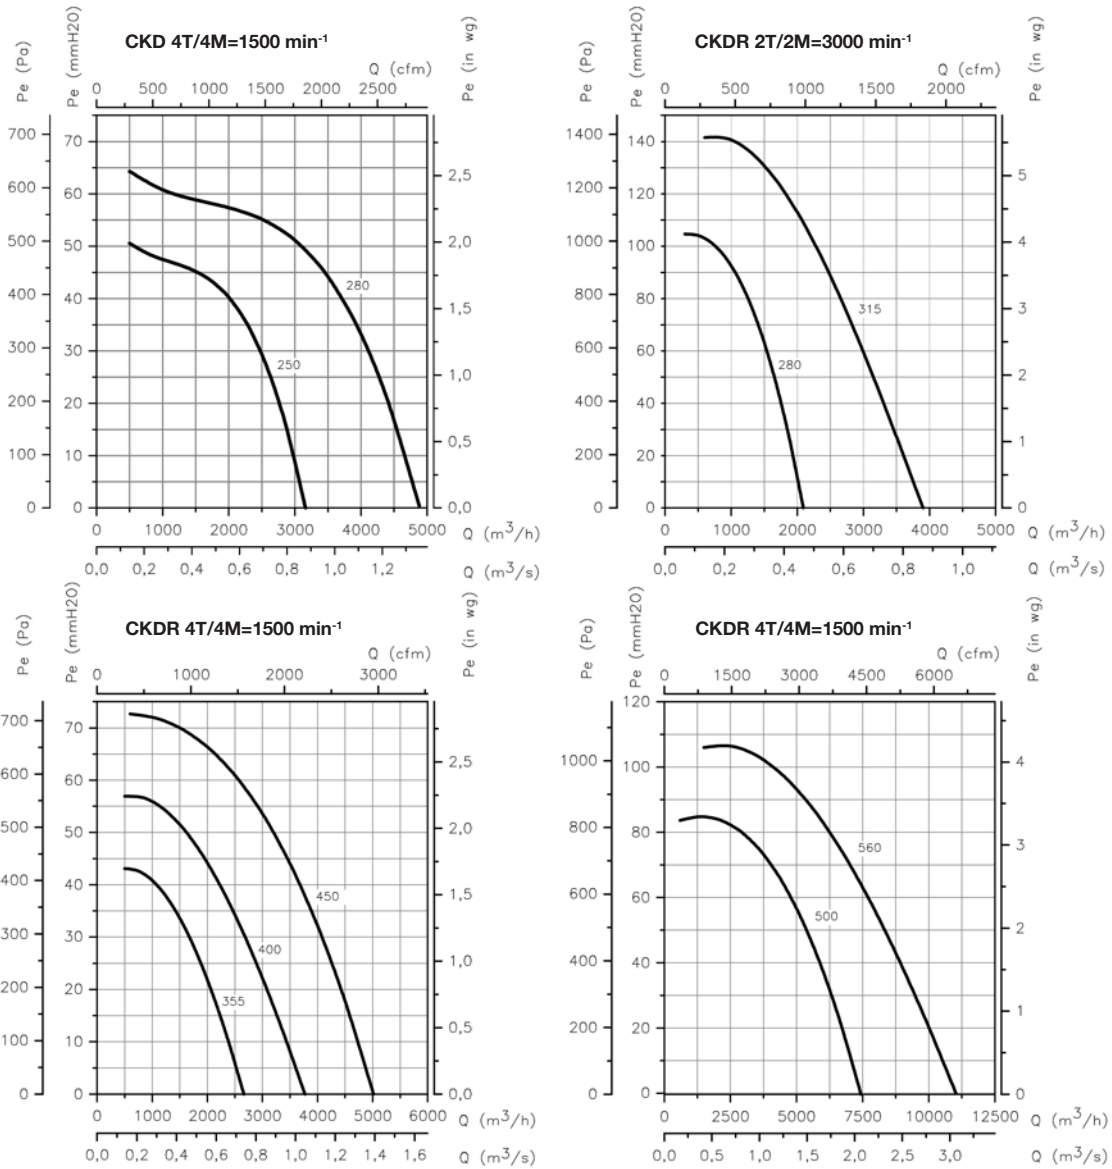 CKD 4T/4M=1500 min-1
Pe (Pa)
Pe (mmH2O)
Q (cfm)
Pe (in wg)
0 500 1000 1500 2000 2500
700
600
500
400
300
200
100
0
70
60
50
40
30
20
10
0
2,5
2,0
1,5
1,0
0,5
0,0
280
250
0 1000 2000 3000 4000 5000 Q (m3/h)
0,0 0,2 0,4 0,6 0,8 1,0 1,2 Q (m3/s)
CKDR 2T/2M=3000 min-1
Pe (Pa)
Pe (mmH2O)
Q (cfm)
Pe (in wg)
0 500 1000 1500 2000
1400
1200
1000
800
600
400
200
0
140
120
100
80
60
40
20
0
5
4
3
2
1
0
315
280
0 1000 2000 3000 4000 5000 Q (m3/h)
0,0 0,2 0,4 0,6 0,8 1,0 Q (m3/s)
CKDR 4T/4M=1500 min-1
Pe (Pa)
Pe (mmH2O)
Q (cfm)
Pe (in wg)
0 1000 2000 3000
700
600
500
400
300
200
100
0
70
60
50
40
30
20
10
0
2,5
2,0
1,5
1,0
0,5
0,0
450
400
355
0 1000 2000 3000 4000 5000 6000 Q (m3/h)
0,0 0,2 0,4 0,6 0,8 1,0 1,2 1,4 1,6 Q (m3/s)
CKDR 4T/4M=1500 min-1
Pe (Pa)
Pe (mmH2O)
Q (cfm)
Pe (in wg)
0 1500 3000 4500 6000
1000
800
600
400
200
0
120
100
80
60
40
20
0
4
3
2
1
0
560
500
0 2500 5000 7500 10000 12500 Q (m3/h)
0,0 0,5 1,0 1,5 2,0 2,5 3,0 Q (m3/s)